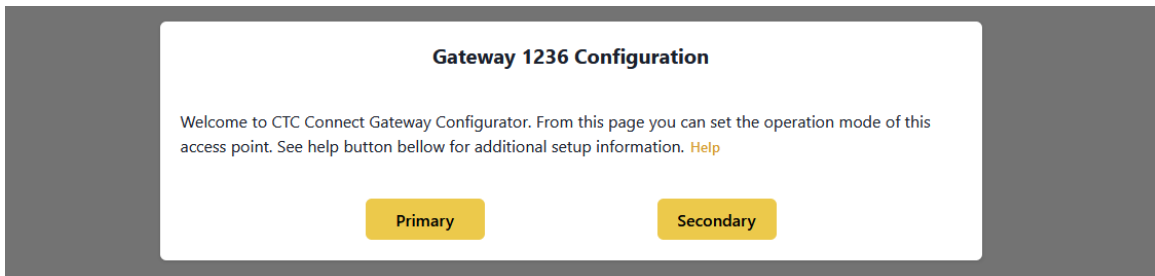 Gateway 1236 Configuration
Welcome to CTC Connect Gateway Configurator. From this page you can set the operation mode of this
access point. See help button bellow for additional setup information. Help
Primary
Secondary